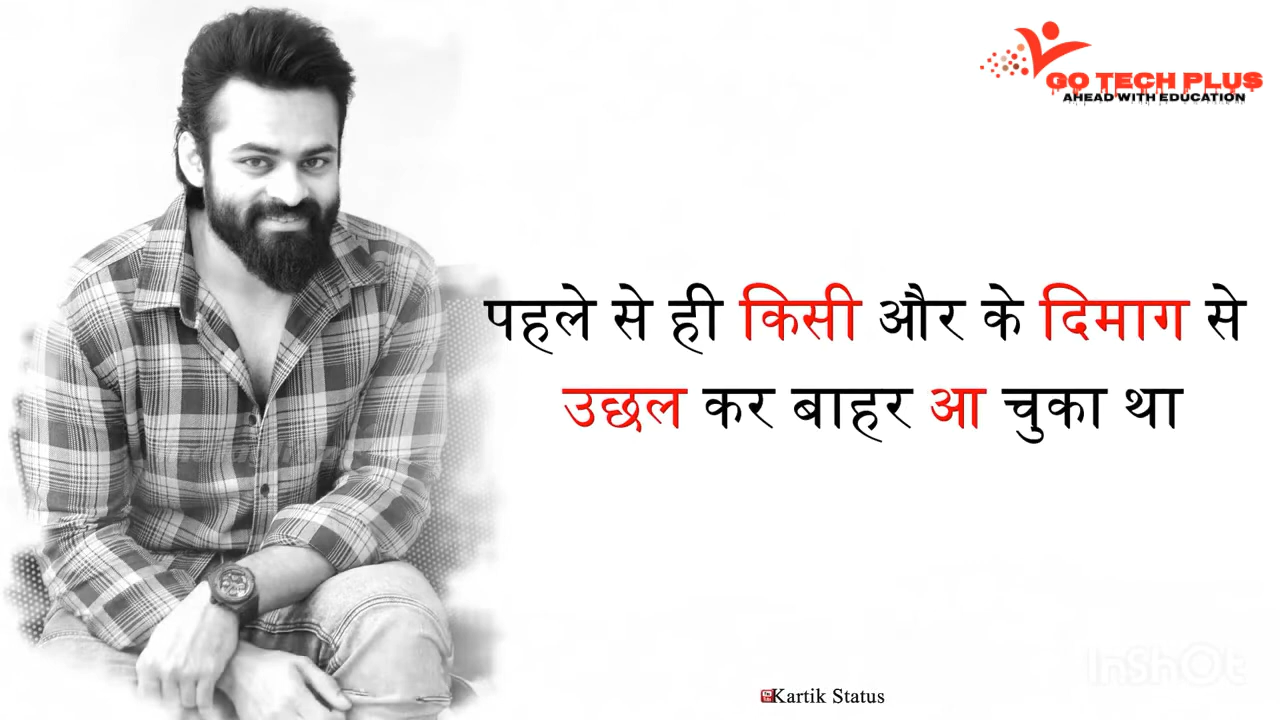 GO TECH PLUS
AHEAD WITH EDUCATION
पहले से ही किसी और के दिमाग से
उछल कर बाहर आ चुका था
Kartik Status
InShOt